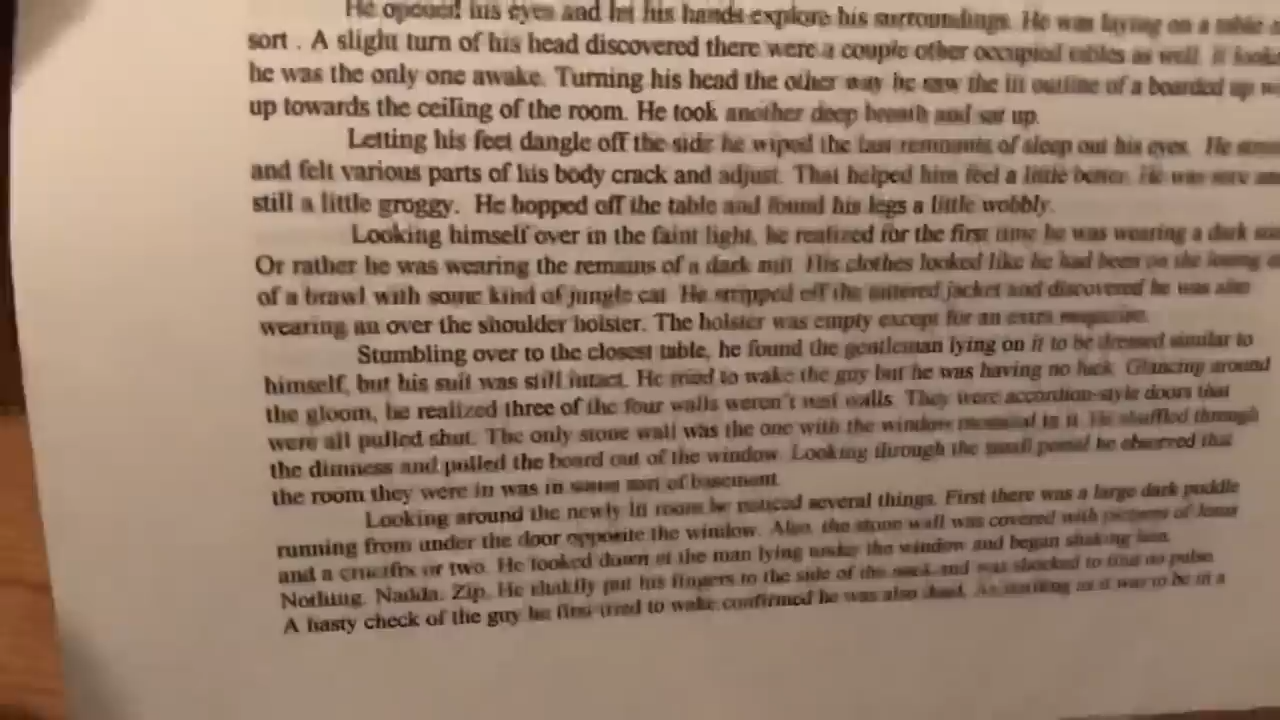 He opened his eyes and let his hands explore his surroundings. He was laying on a table
sort . A slight turn of his head discovered there were a couple other occupied tables as well. It
he was the only one awake. Turning his head the other way he saw the lit outline of a boarded up
up towards the ceiling of the room. He took another deep breath and sat up.
Letting his feet dangle off the side he wiped the last remnants of sleep out his eyes. He
and felt various parts of his body crack and adjust. That helped him feel a little better. He was
still a little groggy. He hopped off the table and found his legs a little wobbly.
Looking himself over in the faint light, he realized for the first time he was wearing a dark
Or rather he was wearing the remains of a dark suit. His clothes looked like he had been on the losing
of a brawl with some kind of jungle cat. He stripped off the tattered jacket and discovered he was also
wearing an over the shoulder holster. The holster was empty except for an extra magazine.
Stumbling over to the closest table, he found the gentleman lying on it to be dressed similar to
himself, but his suit was still intact. He tried to wake the guy but he was having no luck. Glancing around
the gloom, he realized three of the four walls weren't real walls. They were accordion-style doors that
were all pulled shut. The only stone wall was the one with the window mounted in it. He shuffled through
the dimness and pulled the board out of the window. Looking through the small portal he observed that
the room they were in was in some sort of basement.
Looking around the newly lit room he noticed several things. First there was a large dark puddle
running from under the door opposite the window. Also, the stone wall was covered with pictures of Jesus
and a crucifix or two. He looked down at the man lying under the window and began shaking him.
Nothing. Nadda. Zip. He shakily put his fingers to the side of the neck and was shocked to find no pulse.
A hasty check of the guy he first tried to wake confirmed he was also dead. As startling as it was to be in a